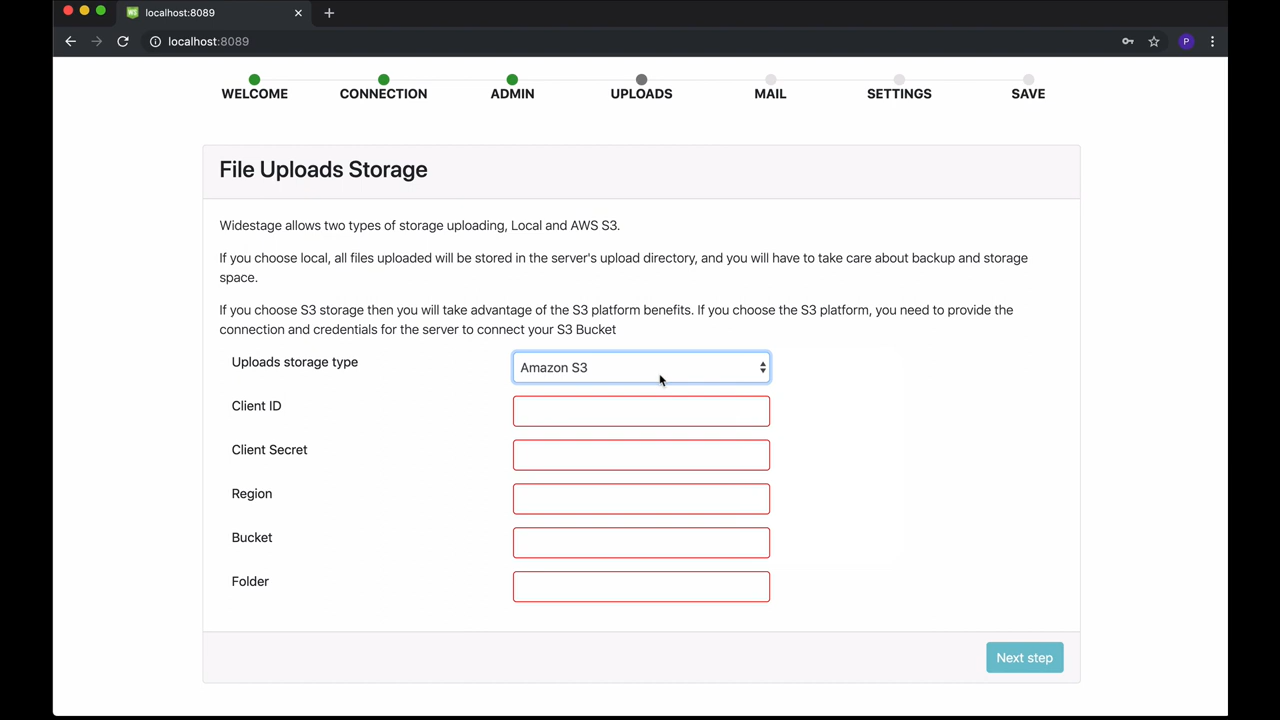 WS localhost:8089
localhost:8089
P
WELCOME CONNECTION ADMIN UPLOADS MAIL SETTINGS SAVE
File Uploads Storage
Widestage allows two types of storage uploading, Local and AWS S3.
If you choose local, all files uploaded will be stored in the server's upload directory, and you will have to take care about backup and storage
space.
If you choose S3 storage then you will take advantage of the S3 platform benefits. If you choose the S3 platform, you need to provide the
connection and credentials for the server to connect your S3 Bucket
Uploads storage type Amazon S3
Client ID
Client Secret
Region
Bucket
Folder
Next step